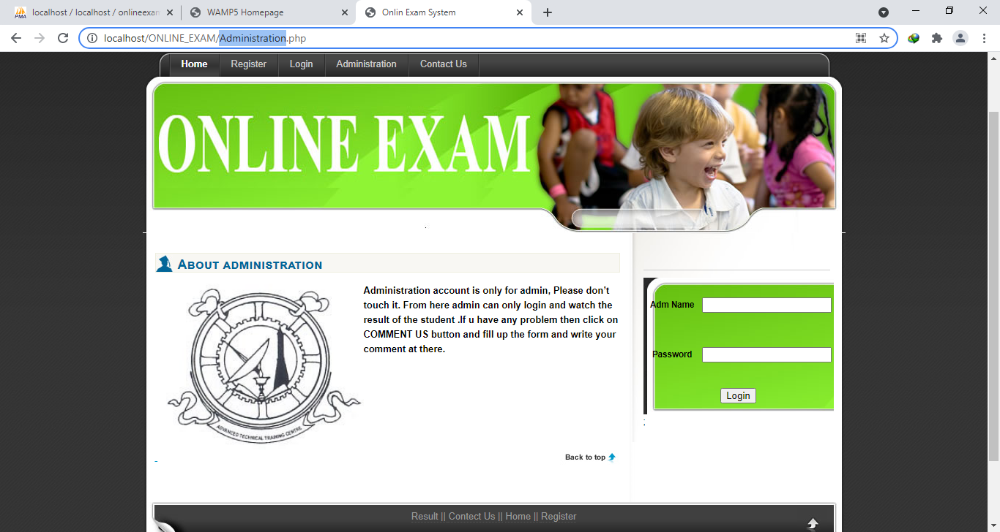 localhost / localhost / onlineexam
WAMP5 Homepage
Onlin Exam System
localhost/ONLINE_EXAM/Administration.php
Home Register Login Administration Contact Us
ONLINE EXAM
About administration
Administration account is only for admin, Please don't
touch it. From here admin can only login and watch the
result of the student .If u have any problem then click on
COMMENT US button and fill up the form and write your
comment at there.
ADVANCED TECHNICAL TRAINING CENTRE
Back to top
Adm Name
Password
Login
;
Result || Contact Us || Home || Register